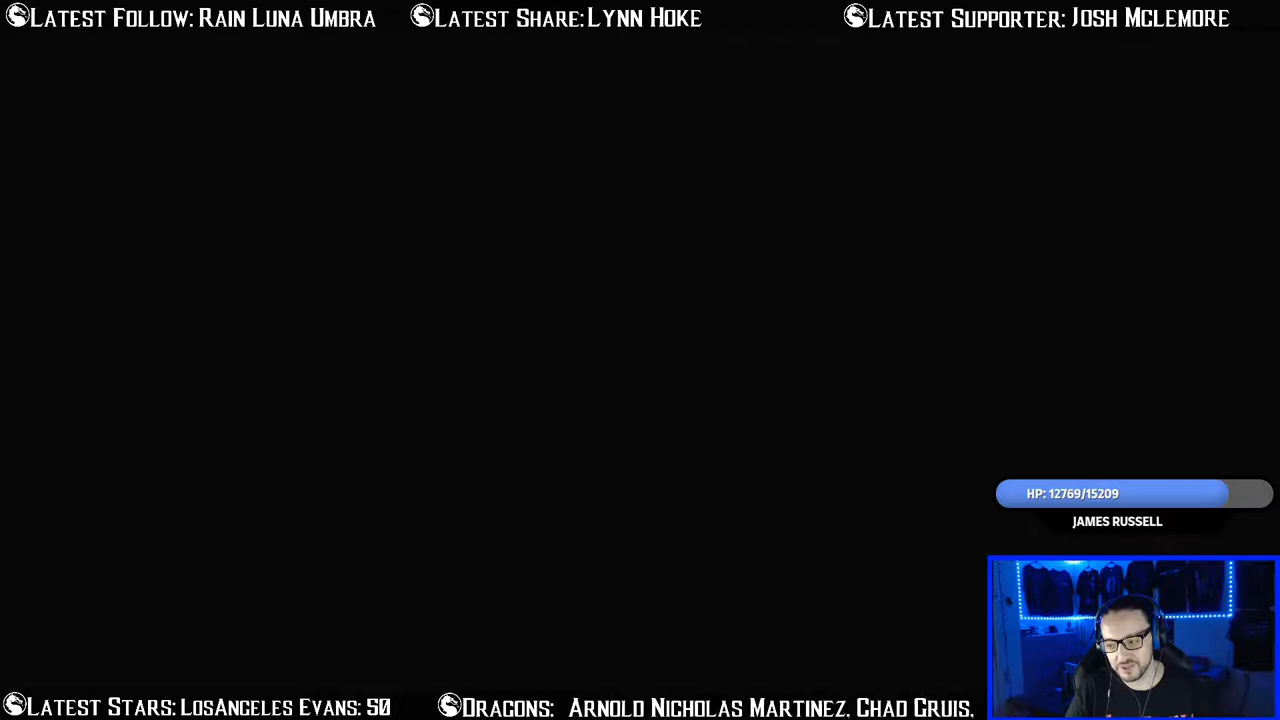 Latest Follow: Rain Luna Umbra
Latest Share: Lynn Hoke
Latest Supporter: Josh Mclemore
HP: 12769/15209
JAMES RUSSELL
Latest Stars: LosAngeles Evans: 50
Dragons: Arnold Nicholas Martinez, Chad Gruis,